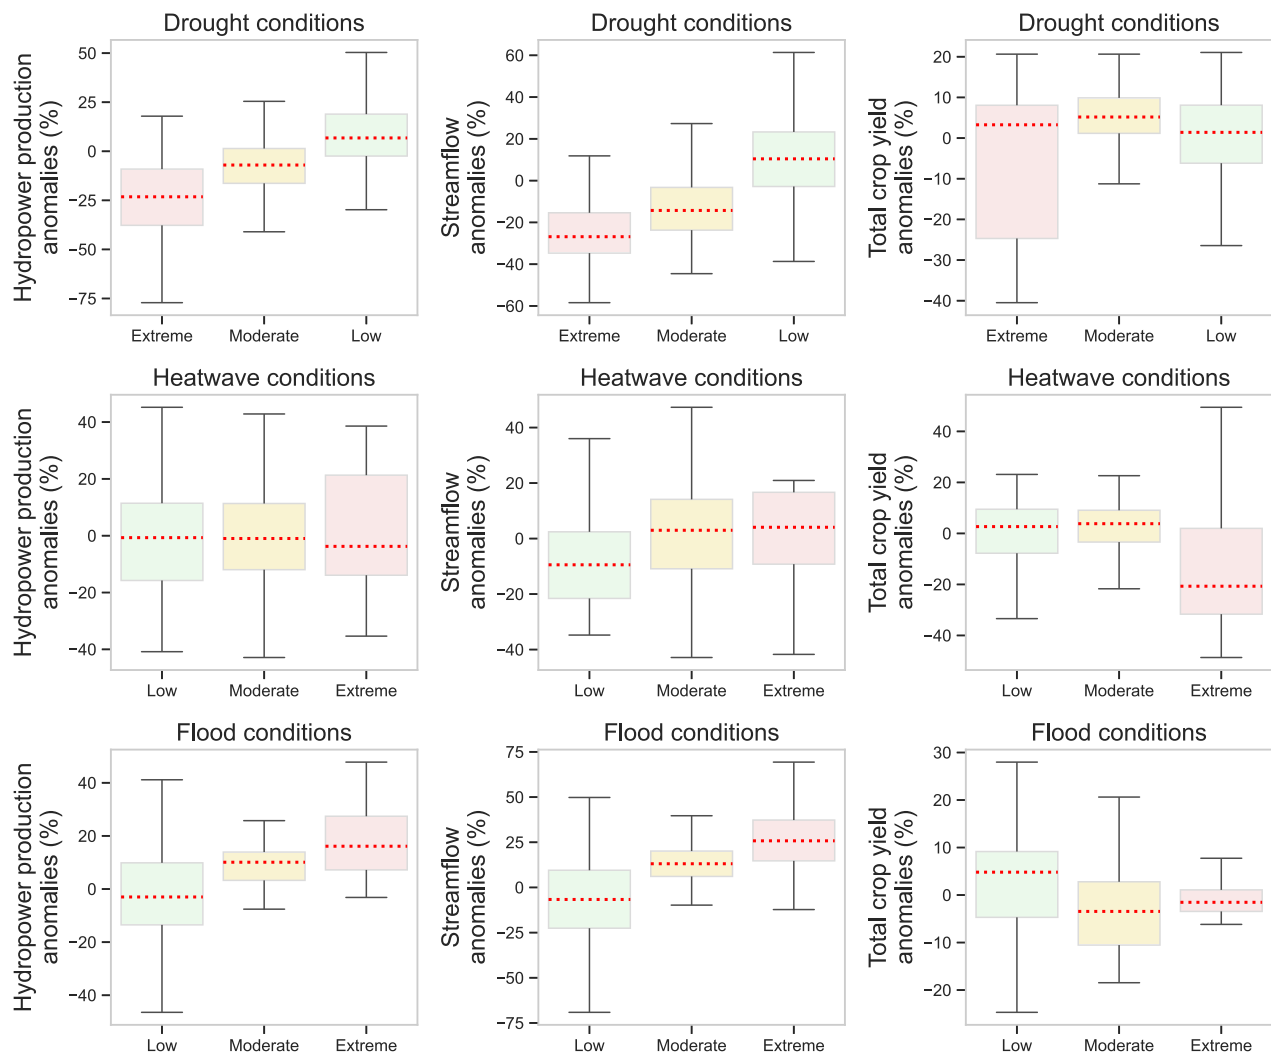 Drought conditions
Hydropower production
anomalies (%)
50
25
0
−25
−50
−75
Extreme Moderate Low
Drought conditions
Streamflow
anomalies (%)
60
40
20
0
−20
−40
−60
Extreme Moderate Low
Drought conditions
Total crop yield
anomalies (%)
20
10
0
−10
−20
−30
−40
Extreme Moderate Low
Heatwave conditions
Hydropower production
anomalies (%)
40
20
0
−20
−40
Low Moderate Extreme
Heatwave conditions
Streamflow
anomalies (%)
40
20
0
−20
−40
Low Moderate Extreme
Heatwave conditions
Total crop yield
anomalies (%)
40
20
0
−20
−40
Low Moderate Extreme
Flood conditions
Hydropower production
anomalies (%)
40
20
0
−20
−40
Low Moderate Extreme
Flood conditions
Streamflow
anomalies (%)
75
50
25
0
−25
−50
−75
Low Moderate Extreme
Flood conditions
Total crop yield
anomalies (%)
30
20
10
0
−10
−20
Low Moderate Extreme